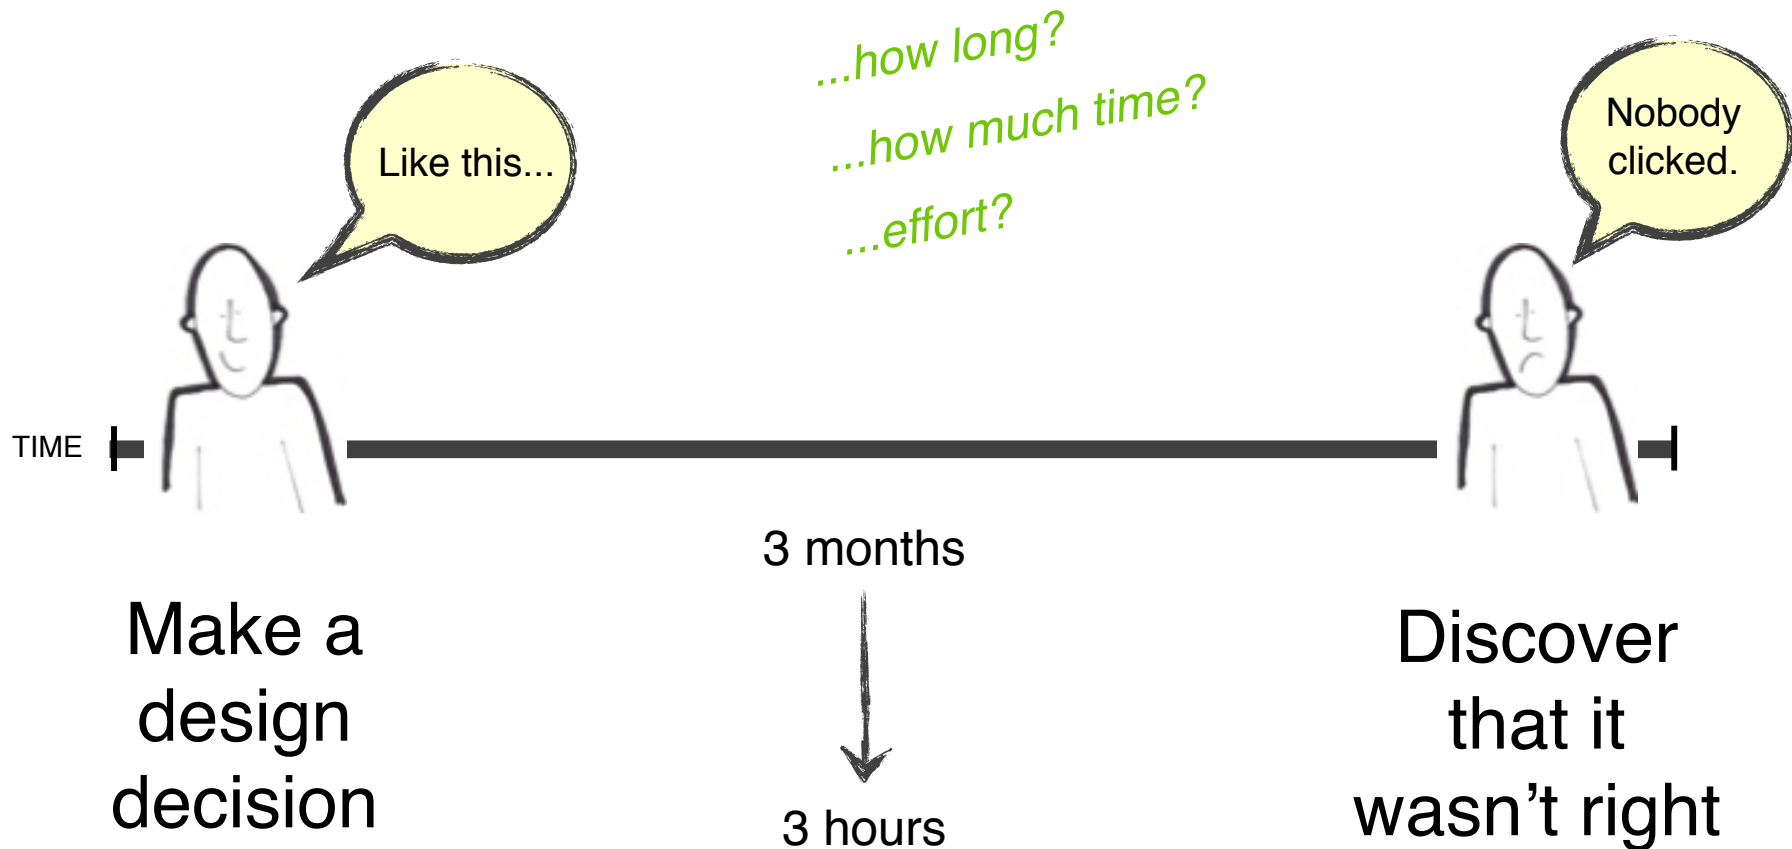 ...how long?
...how much time?
...effort?
Like this...
Nobody
clicked.
TIME
3 months
3 hours
Make a
design
decision
Discover
that it
wasn’t right